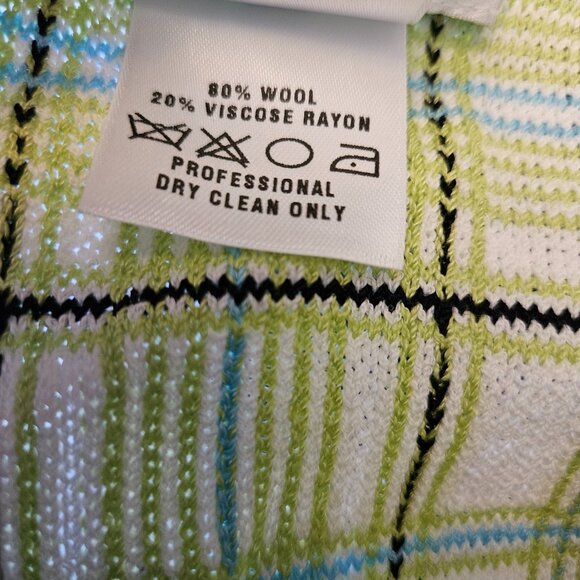 80% WOOL
20% VISCOSE RAYON
PROFESSIONAL
DRY CLEAN ONLY